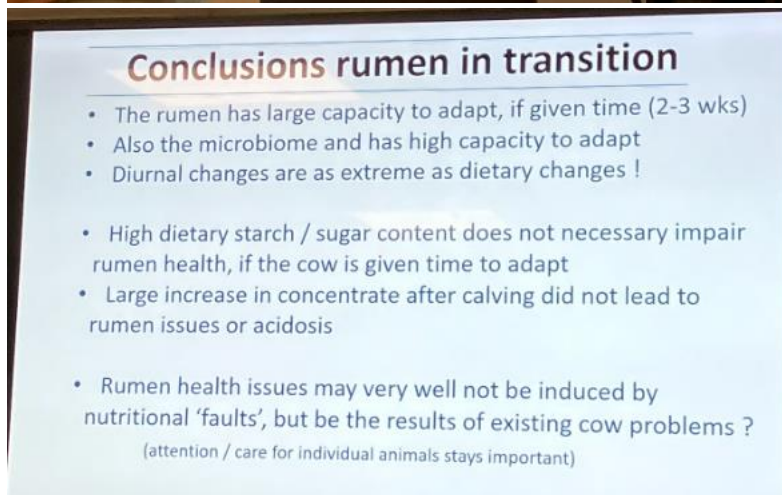 Conclusions rumen in transition
• The rumen has large capacity to adapt, if given time (2-3 wks)
• Also the microbiome and has high capacity to adapt
• Diurnal changes are as extreme as dietary changes !
• High dietary starch / sugar content does not necessary impair
rumen health, if the cow is given time to adapt
• Large increase in concentrate after calving did not lead to
rumen issues or acidosis
• Rumen health issues may very well not be induced by
nutritional ‘faults’, but be the results of existing cow problems ?
(attention / care for individual animals stays important)